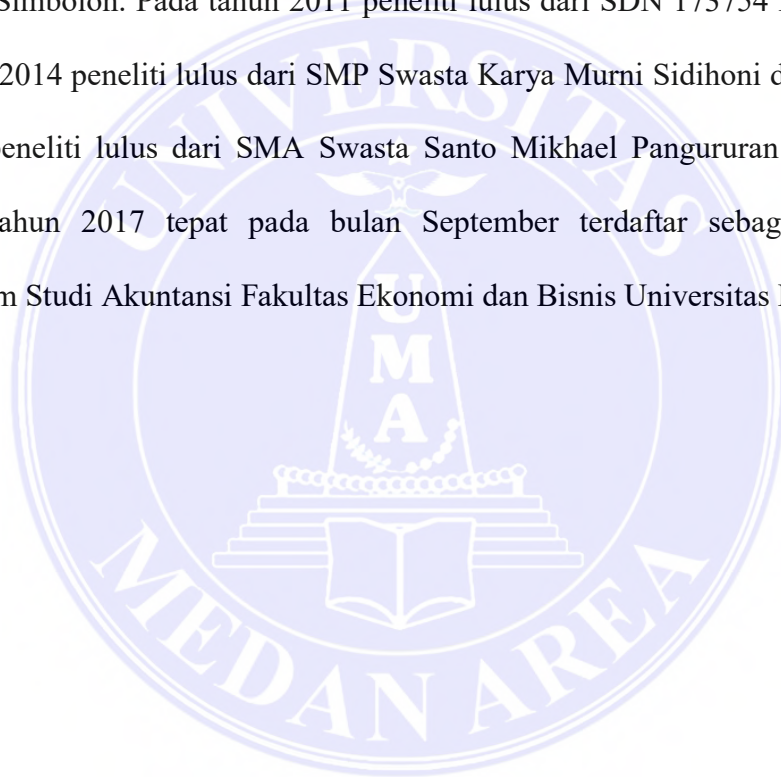 Simbolon. Pada tahun 2011 peneliti lulus dari SDN 173754
2014 peneliti lulus dari SMP Swasta Karya Murni Sidihoni d
peneliti lulus dari SMA Swasta Santo Mikhael Pangururan
ahun 2017 tepat pada bulan September terdaftar sebag
m Studi Akuntansi Fakultas Ekonomi dan Bisnis Universitas
UNIVERSITAS
U
M
A
MEDAN AREA